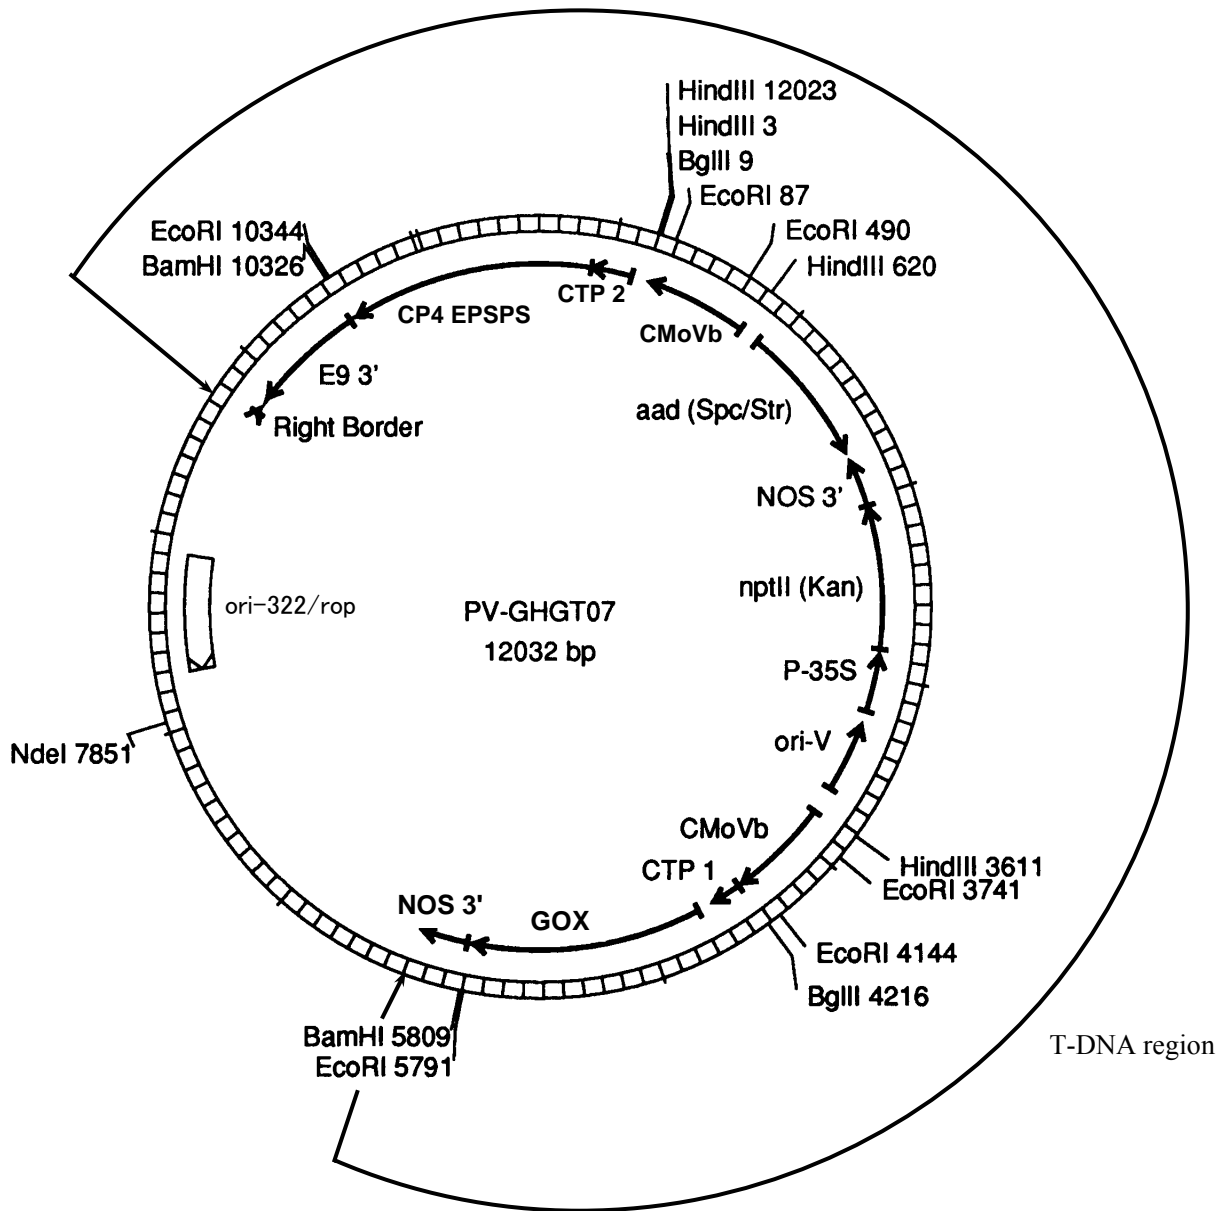 HindIII 12023
HindIII 3
BglII 9
EcoRI 87
EcoRI 490
HindIII 620
EcoRI 10344
BamHI 10326
CTP 2
CP4 EPSPS
CMoVb
E9 3’
aad (Spc/Str)
Right Border
NOS 3’
nptII (Kan)
ori-322/rop
PV-GHGT07
12032 bp
P-35S
ori-V
NdeI 7851
CMoVb
CTP 1
HindIII 3611
EcoRI 3741
NOS 3'
GOX
EcoRI 4144
BglII 4216
BamHI 5809
EcoRI 5791
T-DNA region